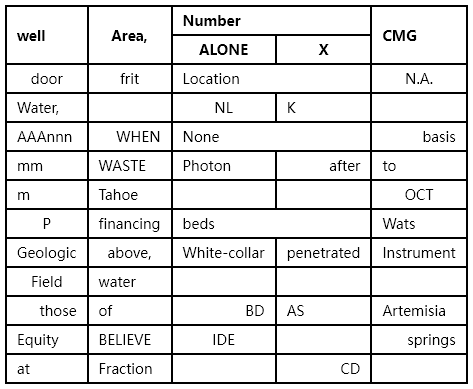 well Area, Number CMG
ALONE X
door frit Location N.A.
Water, NL K
AAAnnn WHEN None basis
mm WASTE Photon after to
m Tahoe OCT
P financing beds Wats
Geologic above, White-collar penetrated Instrument
Field water
those of BD AS Artemisia
Equity BELIEVE IDE springs
at Fraction CD